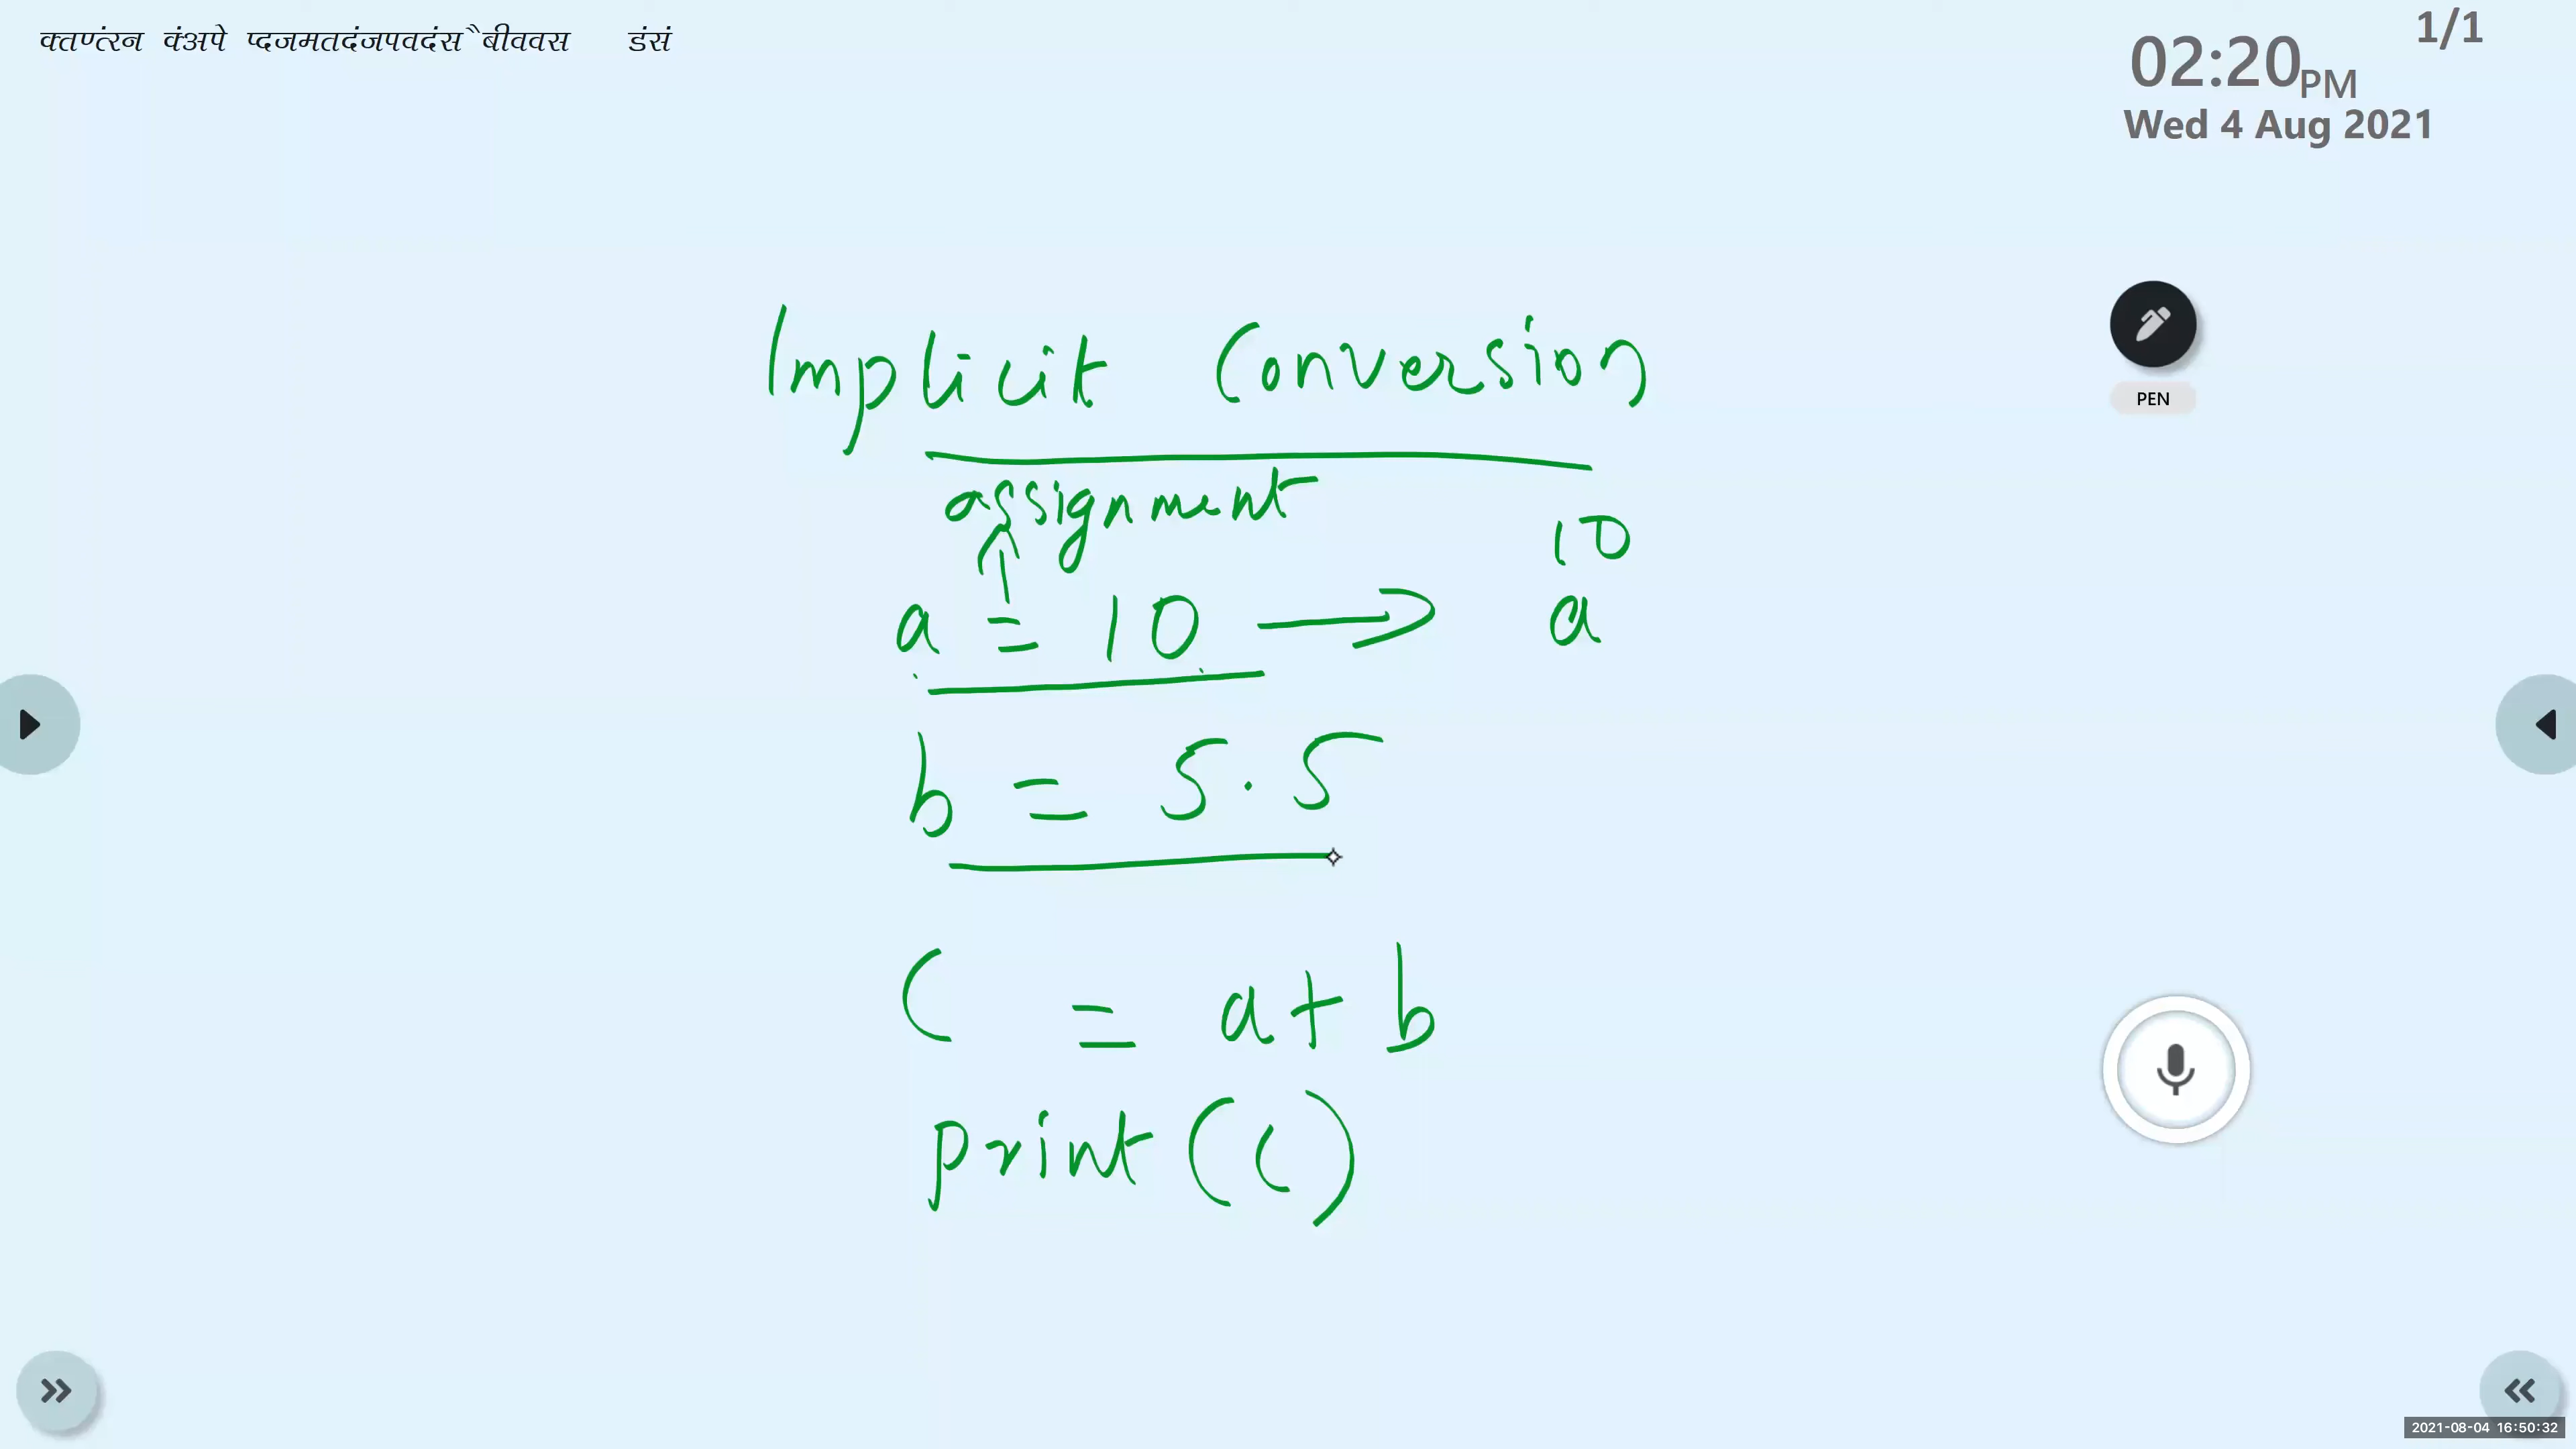 क्तण्त्ंरन क्ंअपे प्दजमतदंजपवदंस ैबीववस डंसं
1/1
02:20PM
Wed 4 Aug 2021
Implicit Conversion
PEN
assignment
10
a = 10 → a
b = 5.5
C = a+b
print(c)
2021-08-04 16:50:32